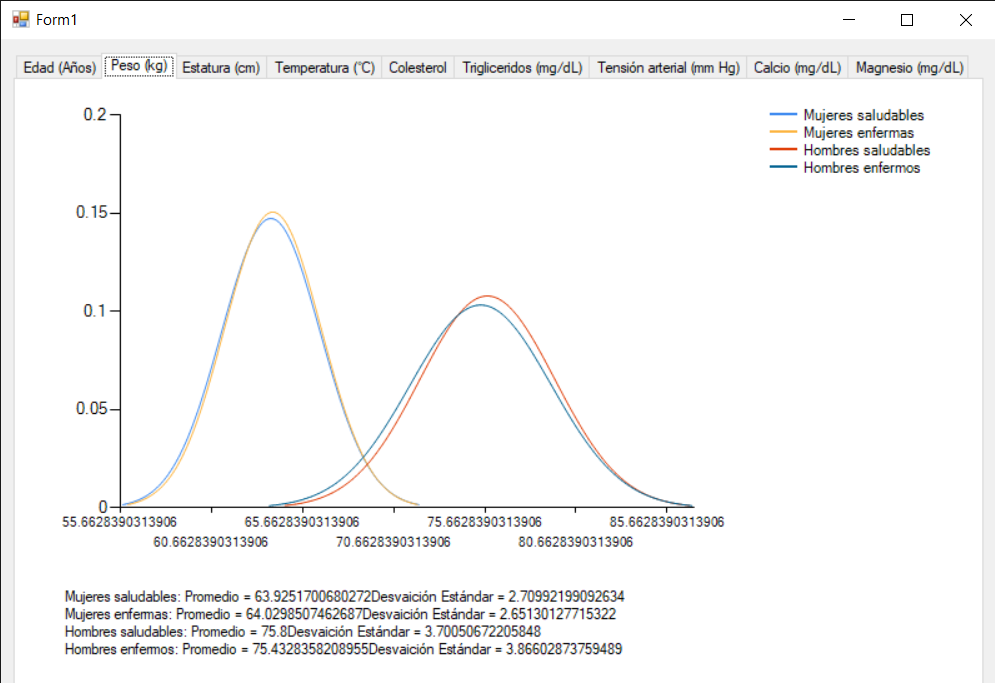 Form1
Edad (Años) Peso (kg) Estatura (cm) Temperatura (°C) Colesterol Trigliceridos (mg/dL) Tensión arterial (mm Hg) Calcio (mg/dL) Magnesio (mg/dL)
0.2
Mujeres saludables
Mujeres enfermas
Hombres saludables
Hombres enfermos
0.15
0.1
0.05
0
55.6628390313906 65.6628390313906 75.6628390313906 85.6628390313906
60.6628390313906 70.6628390313906 80.6628390313906
Mujeres saludables: Promedio = 63.9251700680272Desvaición Estándar = 2.70992199092634
Mujeres enfermas: Promedio = 64.0298507462687Desvaición Estándar = 2.65130127715322
Hombres saludables: Promedio = 75.8Desvaición Estándar = 3.70050672205848
Hombres enfermos: Promedio = 75.4328358208955Desvaición Estándar = 3.86602873759489